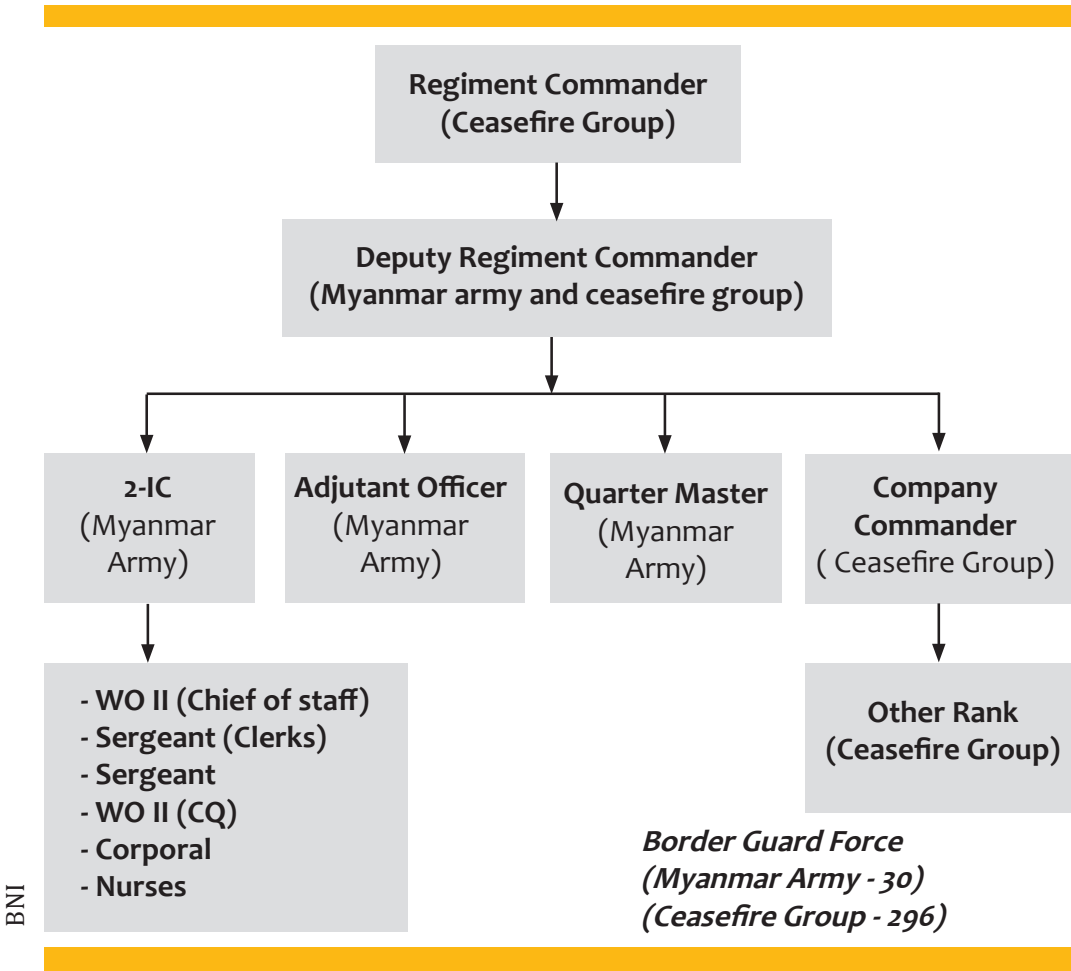 Regiment Commander
(Ceasefire Group)
Deputy Regiment Commander
(Myanmar army and ceasefire group)
2-IC
(Myanmar
Army)
Adjutant Officer
(Myanmar
Army)
Quarter Master
(Myanmar
Army)
Company
Commander
( Ceasefire Group)
- WO II (Chief of staff)
- Sergeant (Clerks)
- Sergeant
- WO II (CQ)
- Corporal
- Nurses
Other Rank
(Ceasefire Group)
Border Guard Force
(Myanmar Army - 30)
(Ceasefire Group - 296)
BNI